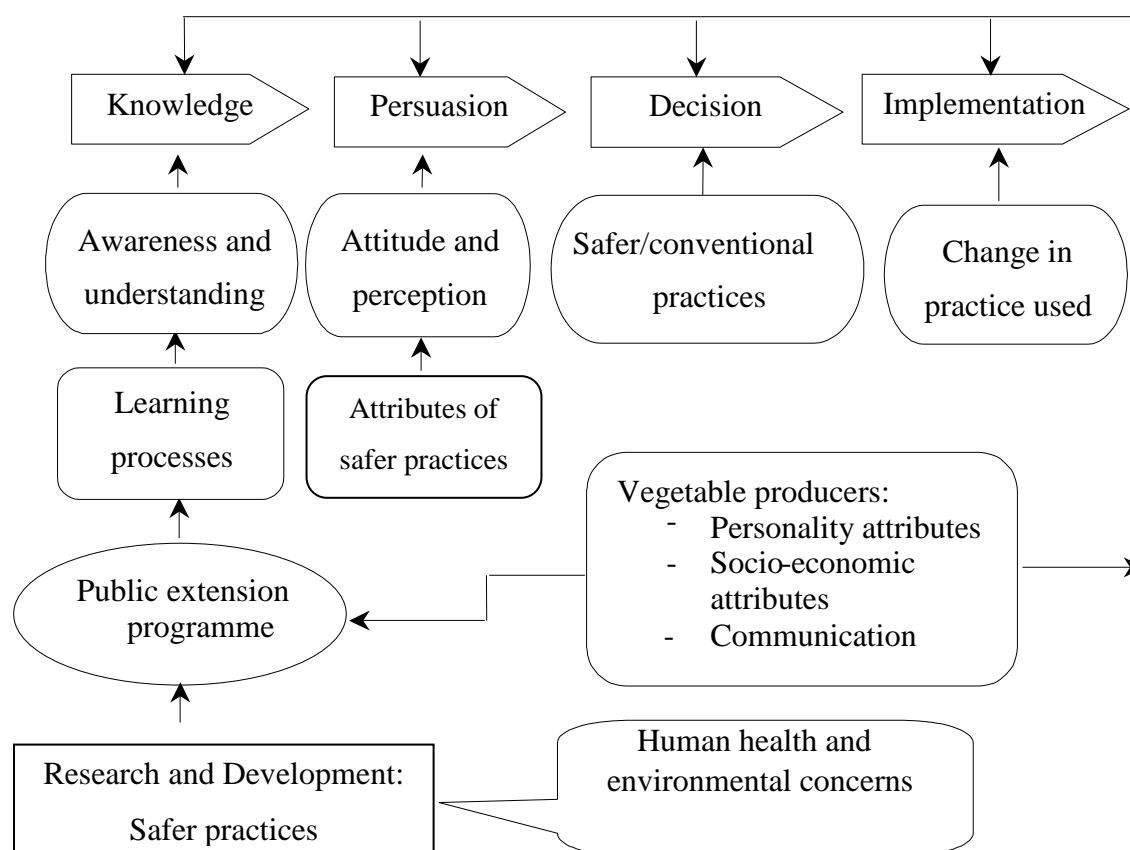 Knowledge
Persuasion
Decision
Implementation
Awareness and
understanding
Attitude and
perception
Safer/conventional
practices
Change in
practice used
Learning
processes
Attributes of
safer practices
Vegetable producers:
- Personality attributes
- Socio-economic
attributes
- Communication
Public extension
programme
Human health and
environmental concerns
Research and Development:
Safer practices